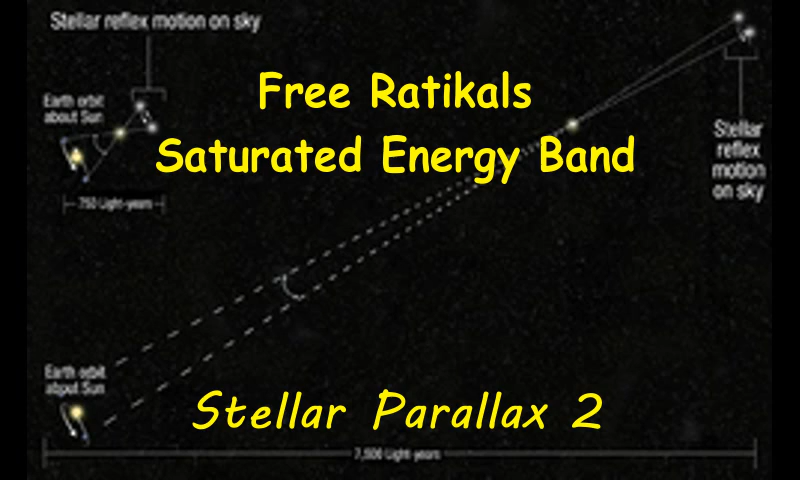 Stellar reflex motion on sky
Free Ratikals
Saturated Energy Band
Earth orbit
about Sun
750 Light-years
Stellar
reflex
motion
on sky
Earth orbit
about Sun
Stellar Parallax 2
7,500 Light-years